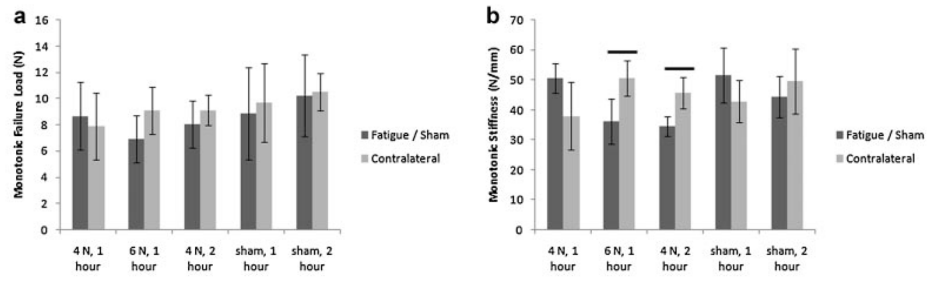 a
Monotonic Failure Load (N)
16
14
12
10
8
6
4
2
0
4 N, 1
hour
6 N, 1
hour
4 N, 2
hour
sham, 1
hour
sham, 2
hour
Fatigue / Sham
Contralateral
b
Monotonic Stiffness (N/mm)
70
60
50
40
30
20
10
0
4 N, 1
hour
6 N, 1
hour
4 N, 2
hour
sham, 1
hour
sham, 2
hour
Fatigue / Sham
Contralateral